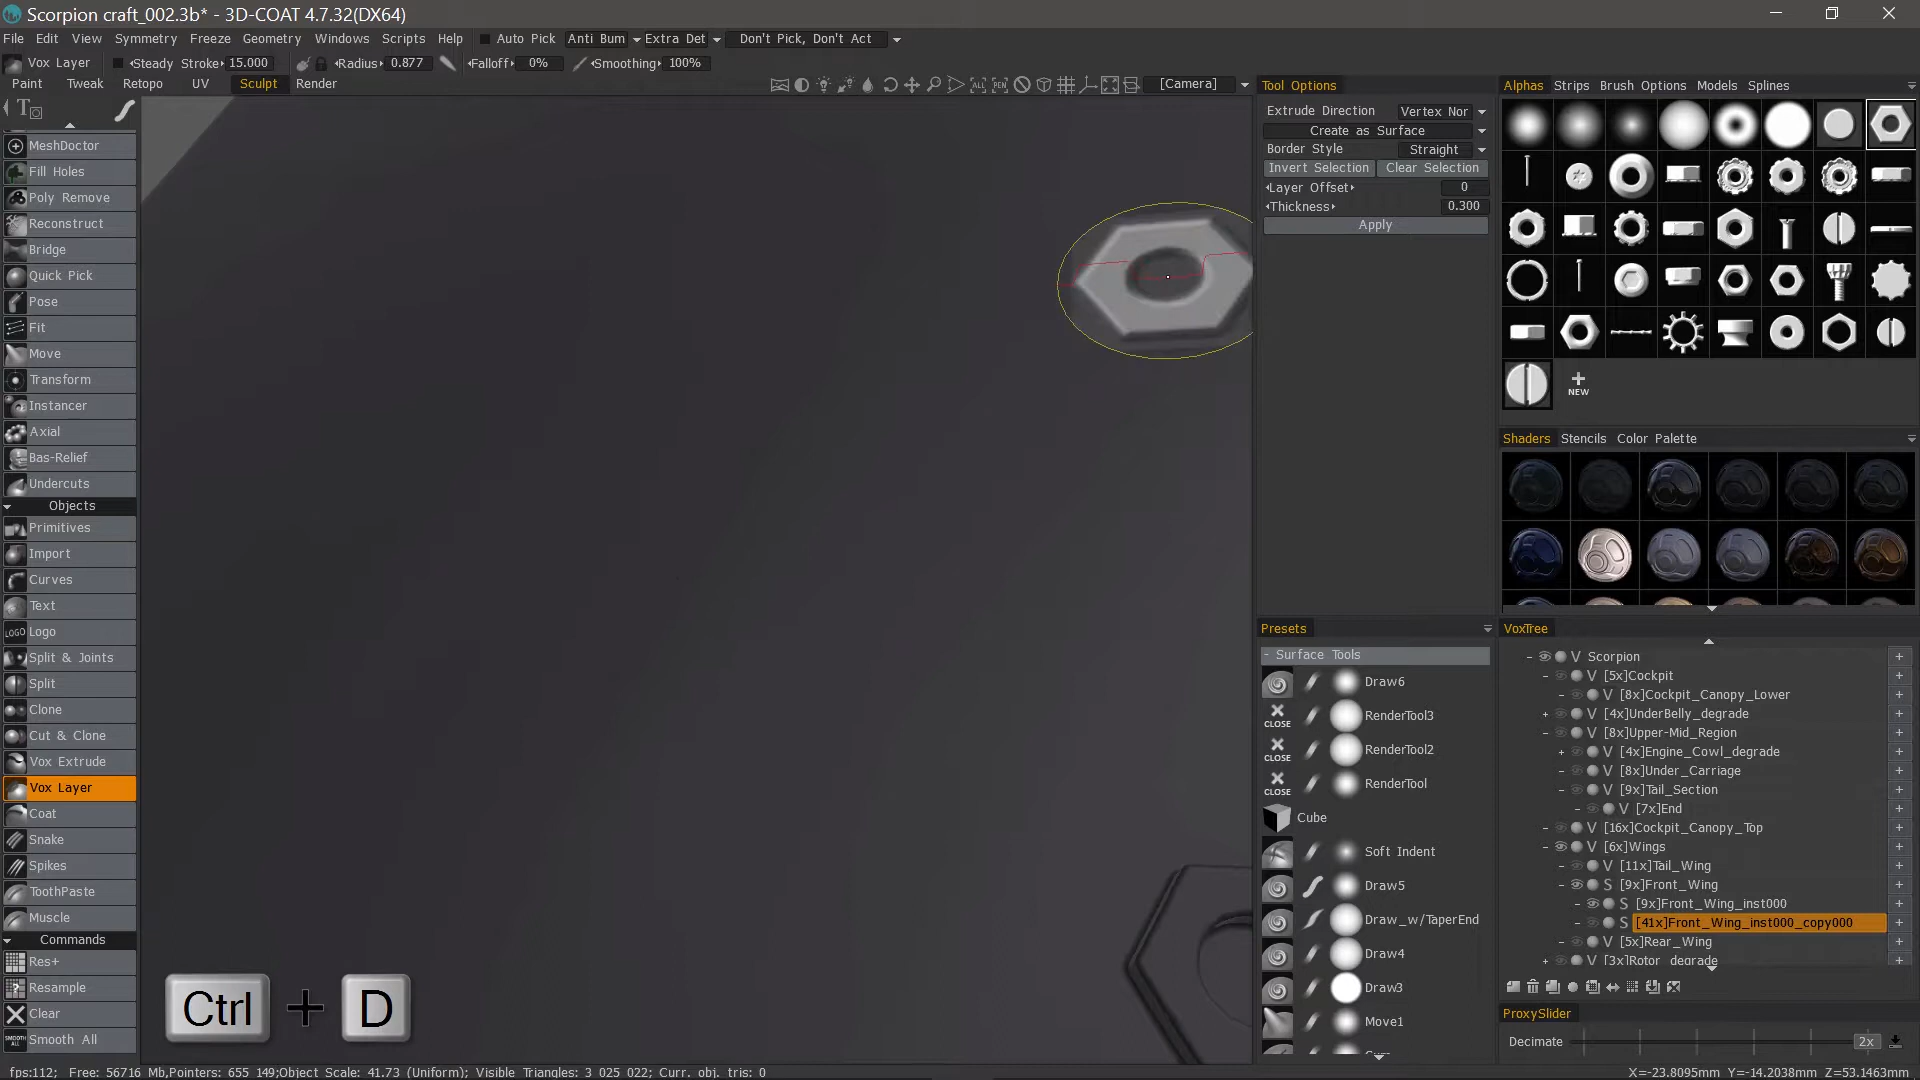 Scorpion craft_002.3b* - 3D-COAT 4.7.32(DX64)
File Edit View Symmetry Freeze Geometry Windows Scripts Help Auto Pick Anti Bum Extra Det Don't Pick, Don't Act
Vox Layer Steady Stroke 15.000 Radius 0.877 Falloff 0% Smoothing 100%
Paint Tweak Retopo UV Sculpt Render [Camera]
MeshDoctor
Fill Holes
Poly Remove
Reconstruct
Bridge
Quick Pick
Pose
Fit
Move
Transform
Instancer
Axial
Bas-Relief
Undercuts
Objects
Primitives
Import
Curves
Text
LOGO Logo
Split & Joints
Split
Clone
Cut & Clone
Vox Extrude
Vox Layer
Coat
Snake
Spikes
ToothPaste
Muscle
Commands
Res+
Resample
Clear
SMOOTH ALL Smooth All
Ctrl + D
Tool Options
Extrude Direction Vertex Nor
Create as Surface
Border Style Straight
Invert Selection Clear Selection
Layer Offset 0
Thickness 0.300
Apply
Presets
- Surface Tools
Draw6
CLOSE RenderTool3
CLOSE RenderTool2
CLOSE RenderTool
Cube
Soft Indent
Draw5
Draw_w/TaperEnd
Draw4
Draw3
Move1
Alphas Strips Brush Options Models Splines
NEW
Shaders Stencils Color Palette
VoxTree
V Scorpion
V [5x]Cockpit
V [8x]Cockpit_Canopy_Lower
V [4x]UnderBelly_degrade
V [8x]Upper-Mid_Region
V [4x]Engine_Cowl_degrade
V [8x]Under_Carriage
V [9x]Tail_Section
V [7x]End
V [16x]Cockpit_Canopy_Top
V [6x]Wings
V [11x]Tail_Wing
S [9x]Front_Wing
S [9x]Front_Wing_inst000
S [41x]Front_Wing_inst000_copy000
V [5x]Rear_Wing
V [3x]Rotor_degrade
ProxySlider
Decimate 2x
fps:112; Free: 56716 Mb,Pointers: 655 149;Object Scale: 41.73 (Uniform); Visible Triangles: 3 025 022; Curr. obj. tris: 0 X=-23.8095mm Y=-14.2038mm Z=53.1463mm